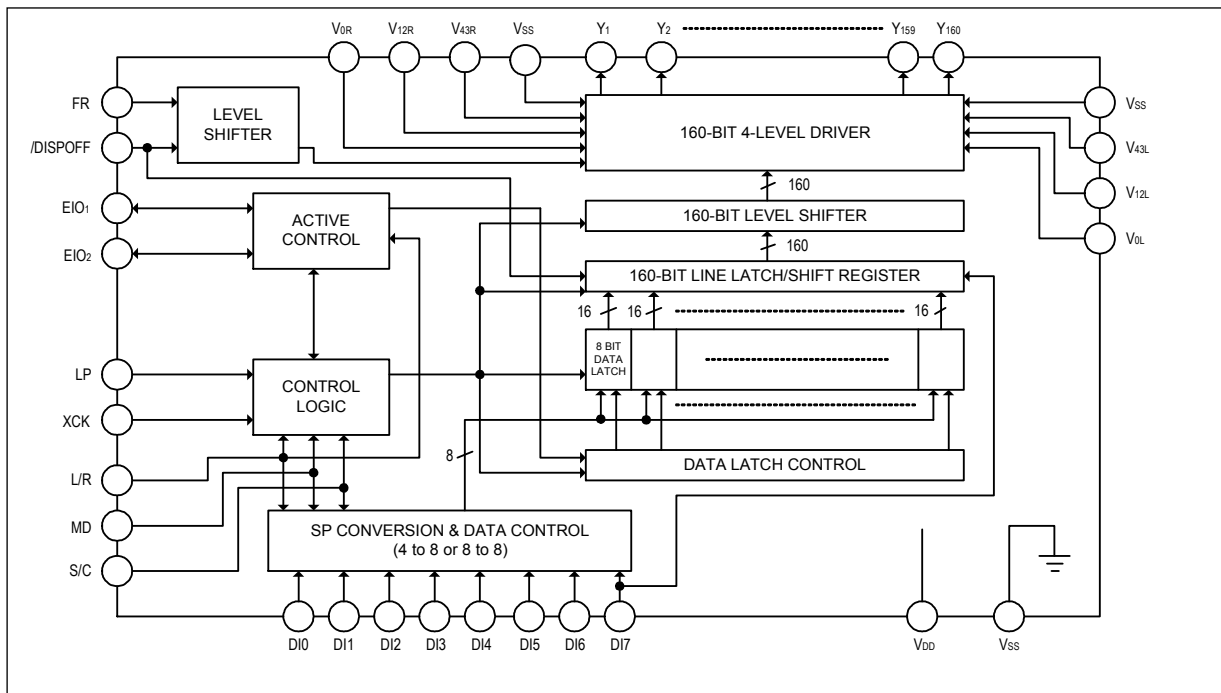 V0R V12R V43R VSS Y1 Y2 Y159 Y160
FR
LEVEL
SHIFTER
/DISPOFF
160-BIT 4-LEVEL DRIVER
VSS
V43L
V12L
V0L
160
EIO1
EIO2
ACTIVE
CONTROL
160-BIT LEVEL SHIFTER
160
160-BIT LINE LATCH/SHIFT REGISTER
16 16 16
8 BIT
DATA
LATCH
LP
XCK
CONTROL
LOGIC
L/R
MD
S/C
8
DATA LATCH CONTROL
SP CONVERSION & DATA CONTROL
(4 to 8 or 8 to 8)
DI0 DI1 DI2 DI3 DI4 DI5 DI6 DI7 VDD VSS